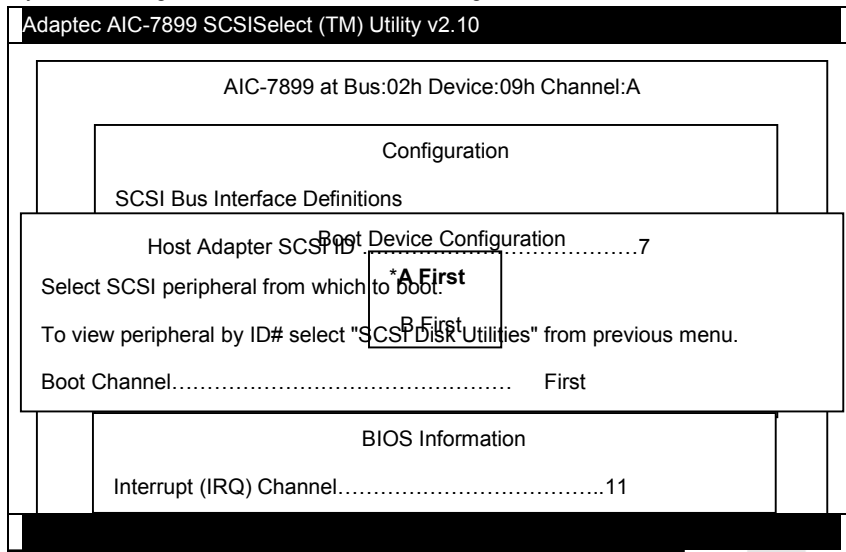 Adaptec AIC-7899 SCSISelect (TM) Utility v2.10
AIC-7899 at Bus:02h Device:09h Channel:A
Configuration
SCSI Bus Interface Definitions
Boot Device Configuration
Host Adapter SCSI ID .......................................7
*A First
Select SCSI peripheral from which to boot.
B First
To view peripheral by ID# select "SCSI Disk Utilities" from previous menu.
Boot Channel................................................ First
BIOS Information
Interrupt (IRQ) Channel......................................11